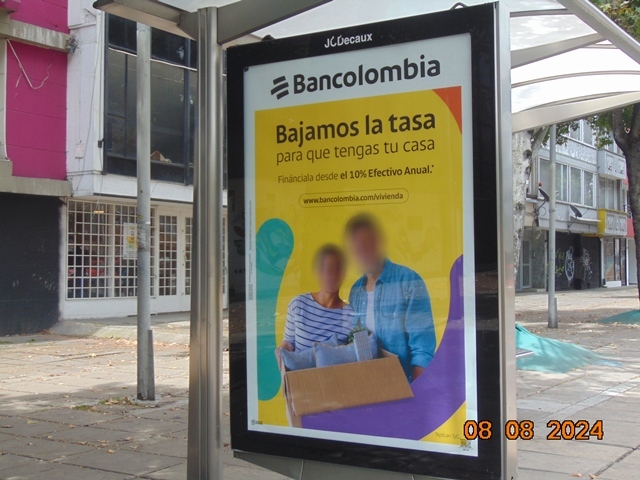 JCDecaux
Bancolombia
Bajamos la tasa
para que tengas tu casa
Finánciala desde el 10% Efectivo Anual.*
www.bancolombia.com/vivienda
08 08 2024